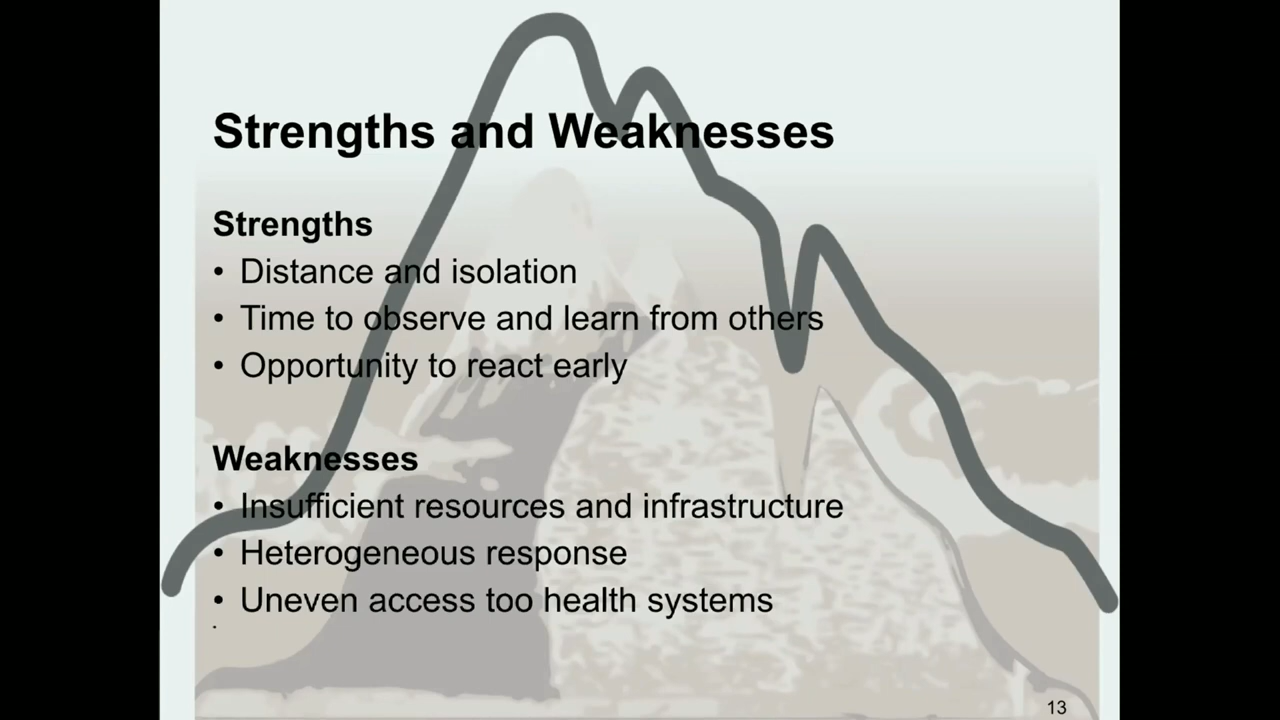 Strengths and Weaknesses
Strengths
• Distance and isolation
• Time to observe and learn from others
• Opportunity to react early
Weaknesses
• Insufficient resources and infrastructure
• Heterogeneous response
• Uneven access too health systems
.
13